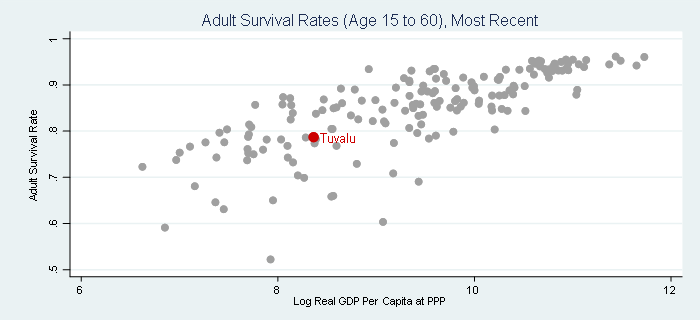 Adult Survival Rates (Age 15 to 60), Most Recent
1
.9
.8
.7
.6
.5
Adult Survival Rate
Tuvalu
6 8 10 12
Log Real GDP Per Capita at PPP